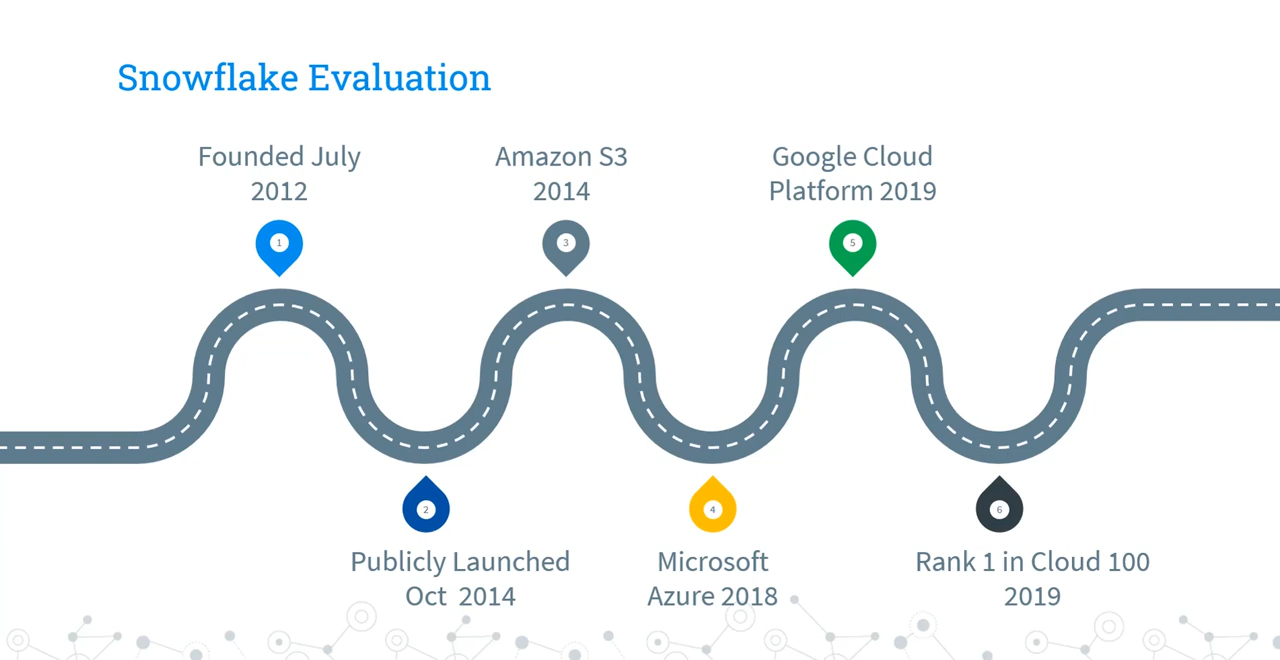 Snowflake Evaluation
Founded July
2012
1
Publicly Launched
Oct 2014
2
Amazon S3
2014
3
Microsoft
Azure 2018
4
Google Cloud
Platform 2019
5
Rank 1 in Cloud 100
2019
6